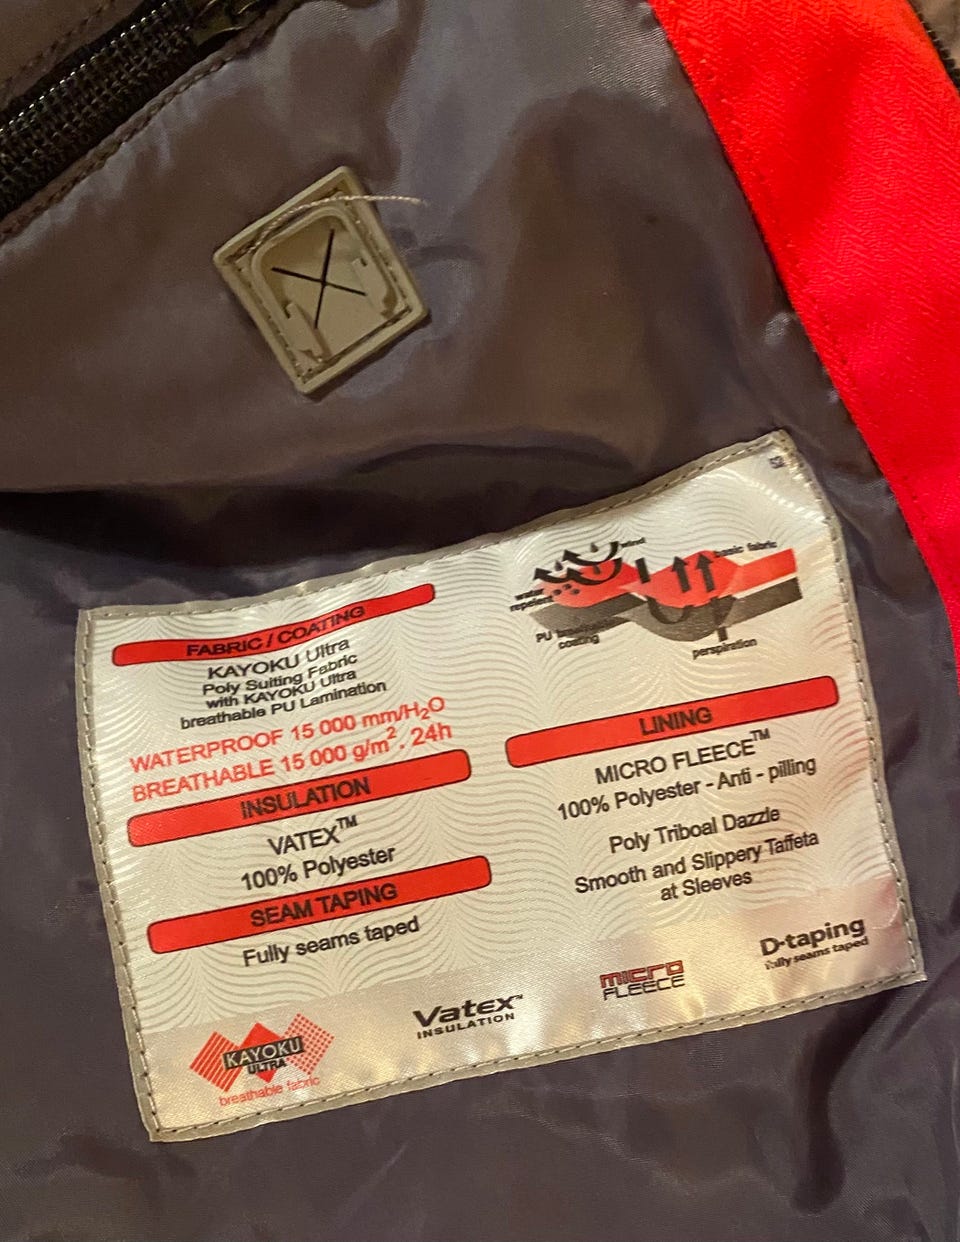 wind
basic fabric
water
repelent
PU
coating
perspiration
FABRIC / COATING
KAYOKU Ultra
Poly Suiting Fabric
with KAYOKU Ultra
breathable PU Lamination
WATERPROOF 15 000 mm/H₂O
BREATHABLE 15 000 g/m². 24h
INSULATION
VATEX™
100% Polyester
SEAM TAPING
Fully seams taped
LINING
MICRO FLEECE™
100% Polyester - Anti - pilling
Poly Triboal Dazzle
Smooth and Slippery Taffeta
at Sleeves
KAYOKU
ULTRA
breathable fabric
Vatex™
INSULATION
MICRO
FLEECE
D-taping
fully seams taped